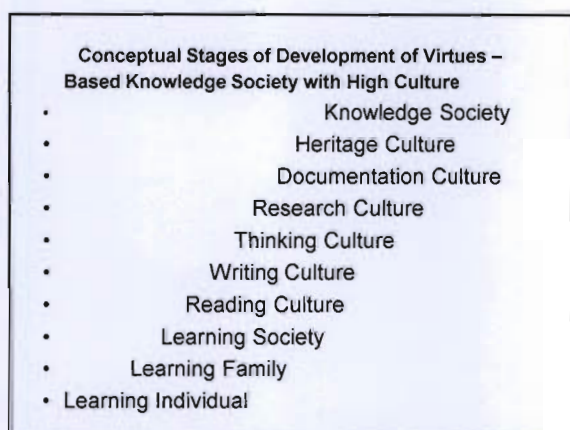 Conceptual Stages of Development of Virtues –
Based Knowledge Society with High Culture
• Knowledge Society
• Heritage Culture
• Documentation Culture
• Research Culture
• Thinking Culture
• Writing Culture
• Reading Culture
• Learning Society
• Learning Family
• Learning Individual